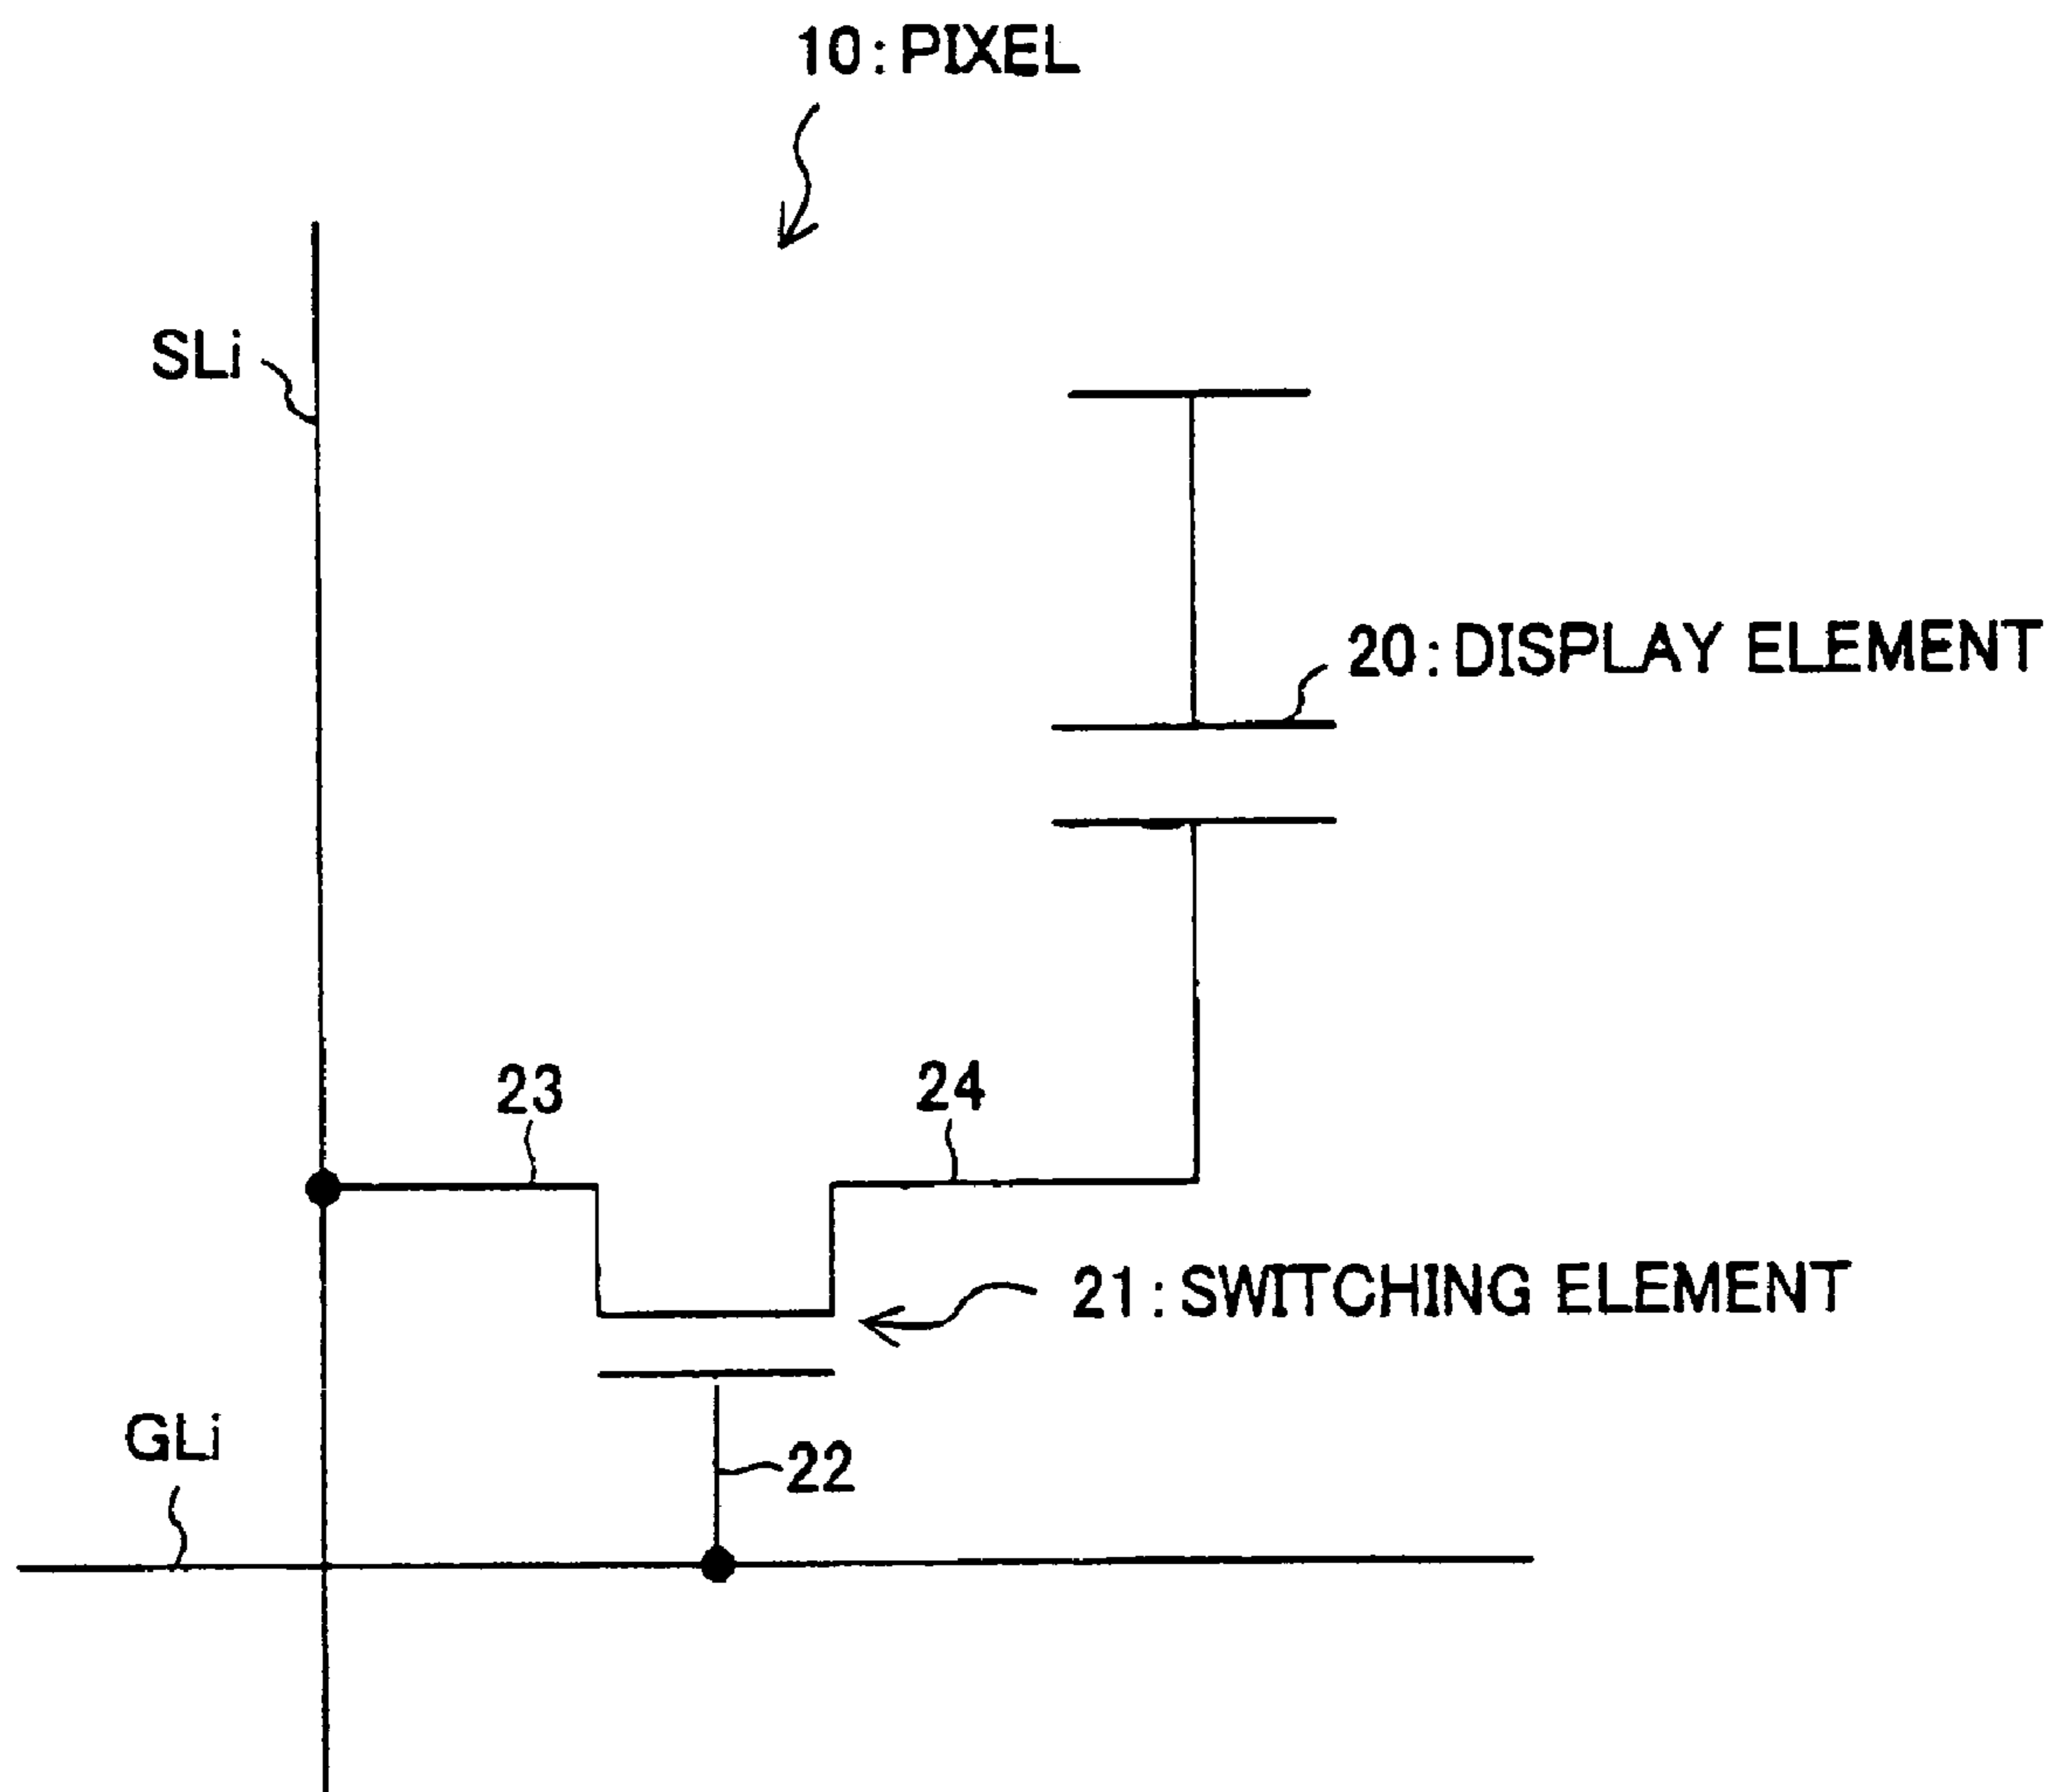 10:PIXEL
SLi
20:DISPLAY ELEMENT
23
24
21:SWITCHING ELEMENT
GLi
22